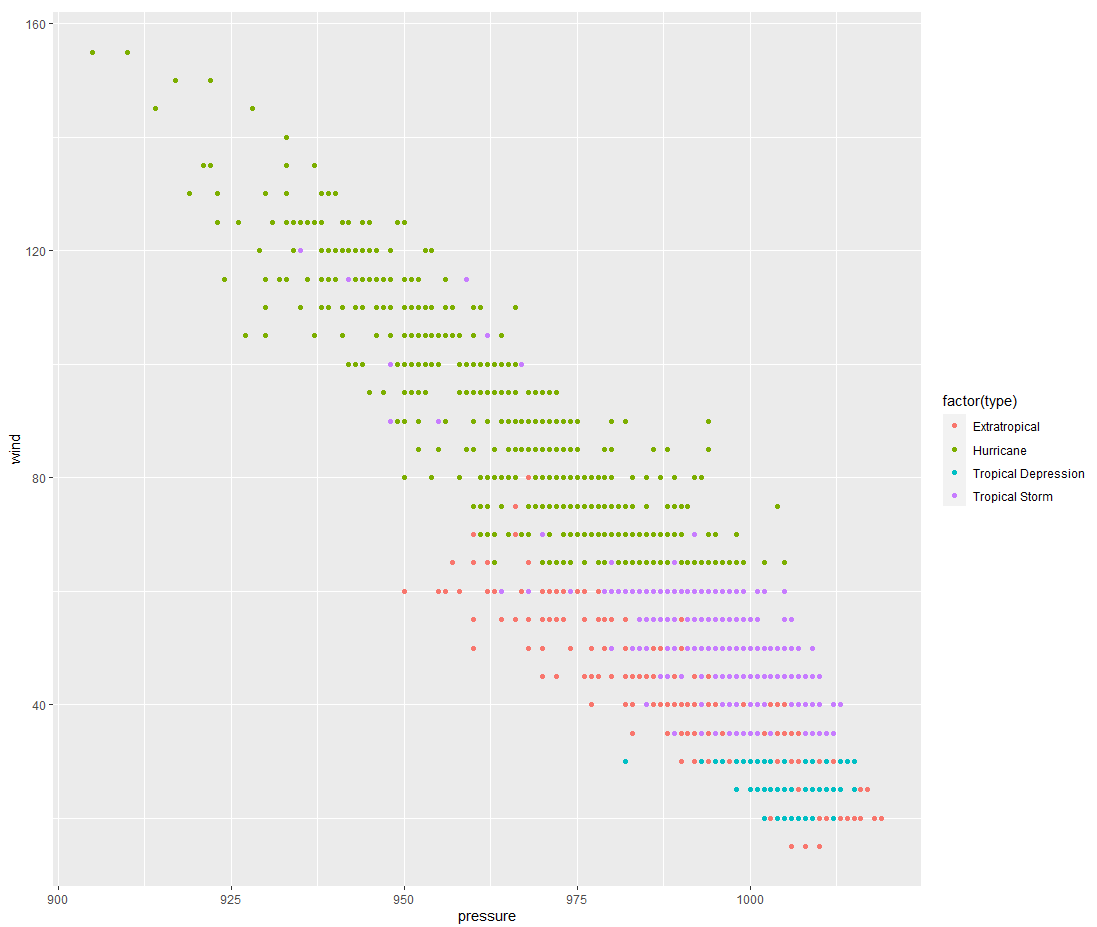 160
120
80
40
wind
900
925
950
975
1000
pressure
factor(type)
Extratropical
Hurricane
Tropical Depression
Tropical Storm